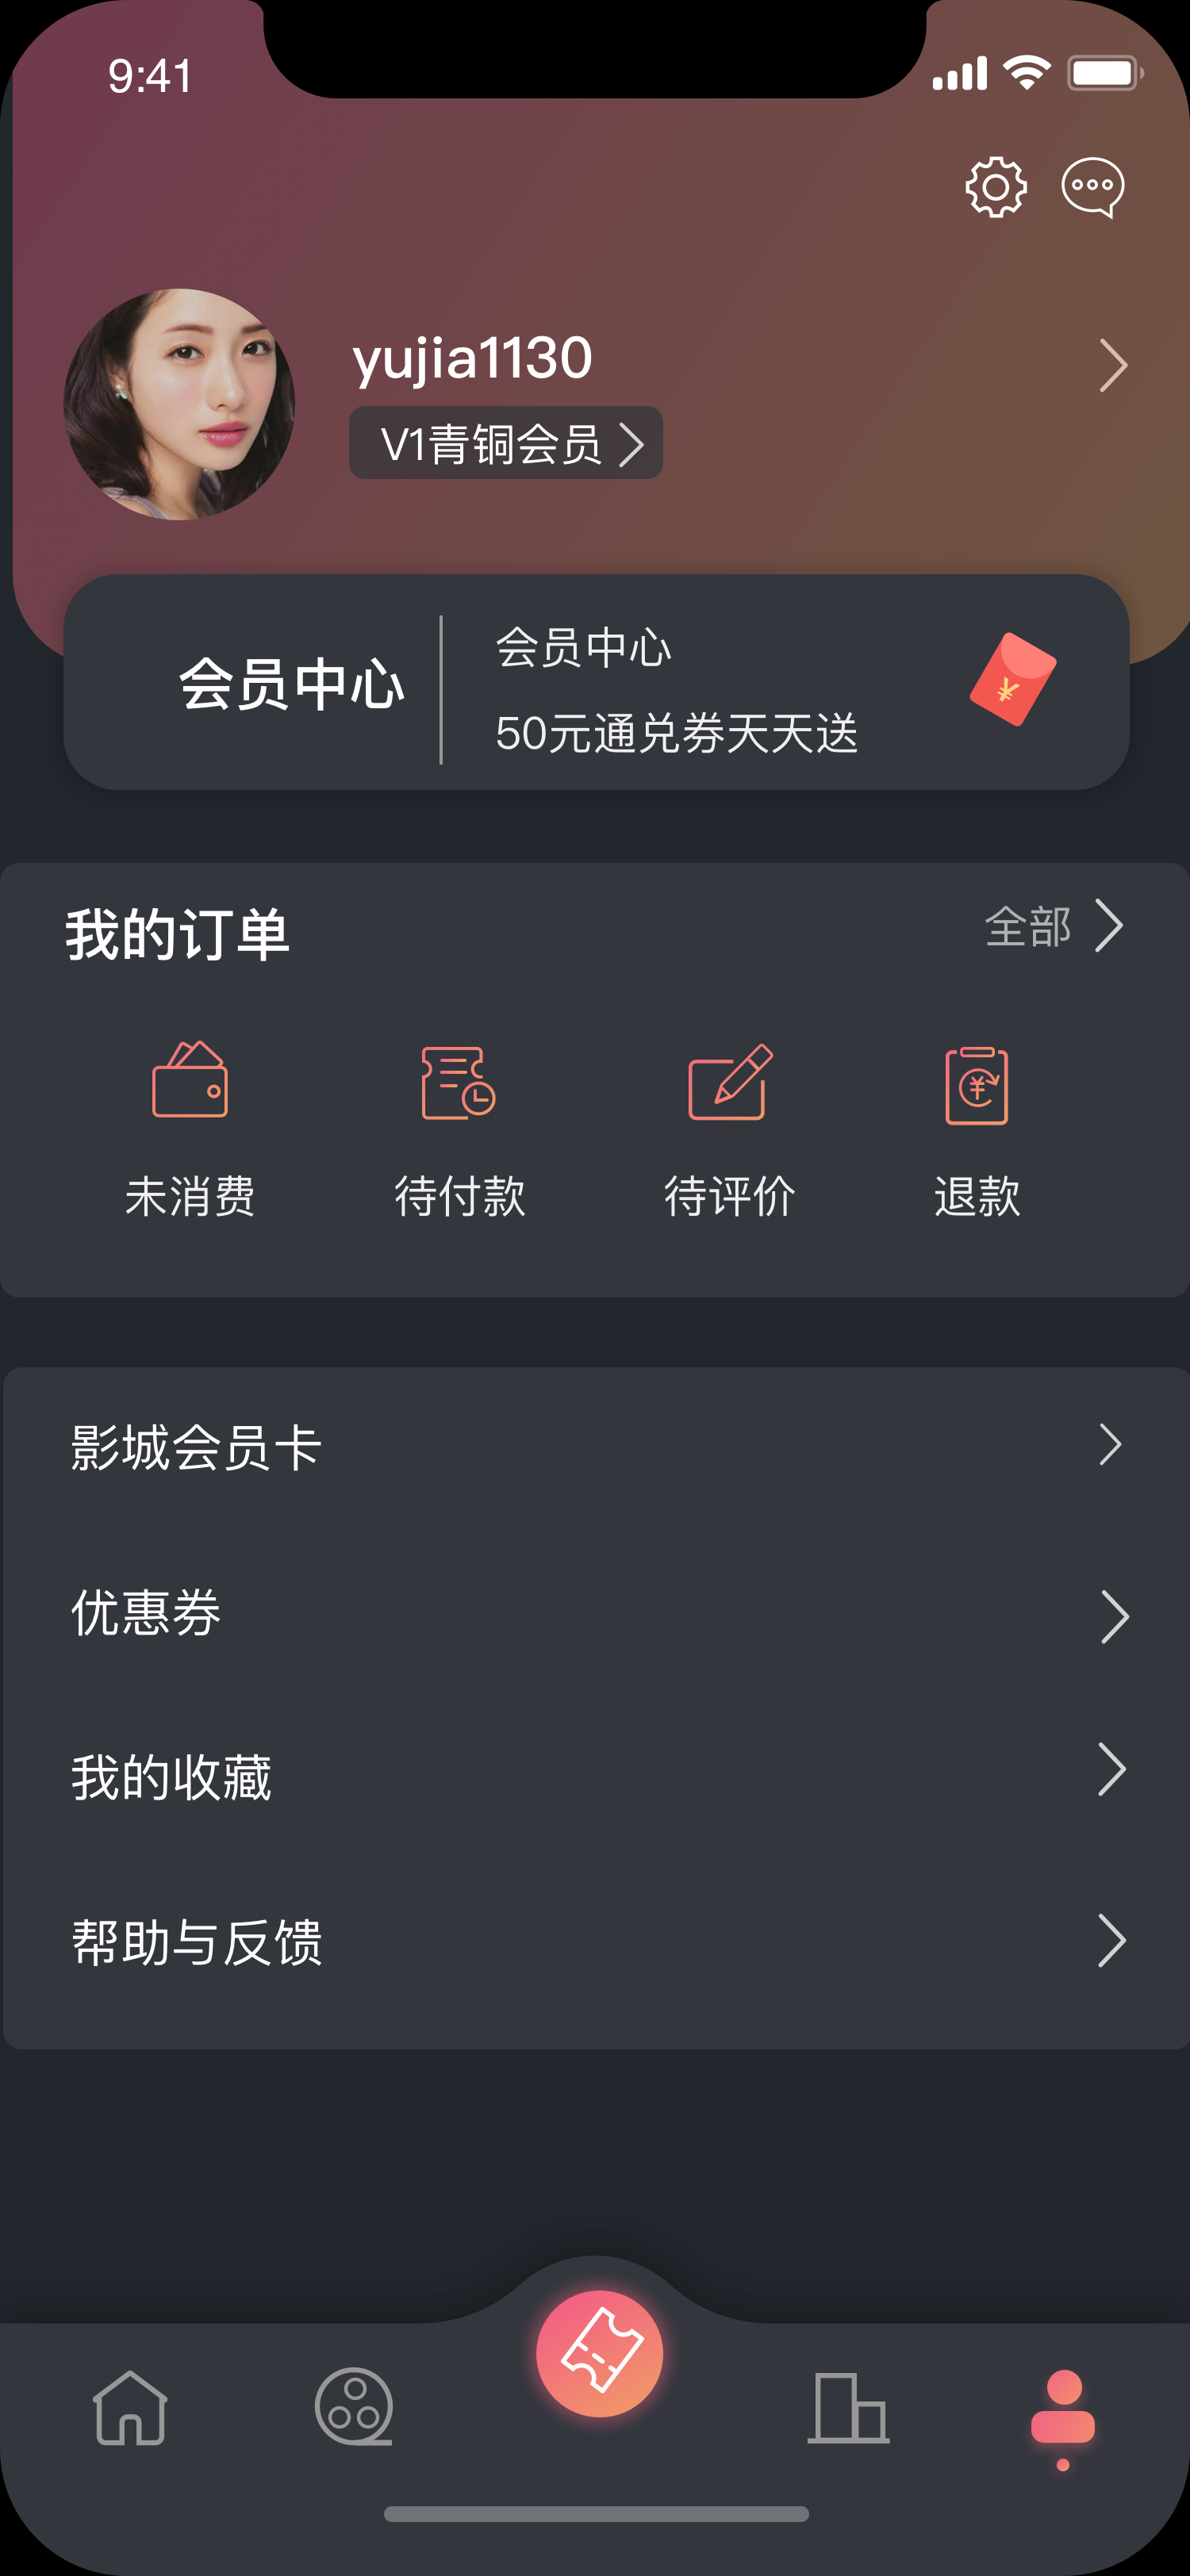 9:41
yujia1130
V1青铜会员
会员中心
会员中心
50元通兑券天天送
¥
我的订单
全部
¥
未消费
待付款
待评价
退款
影城会员卡
优惠券
我的收藏
帮助与反馈